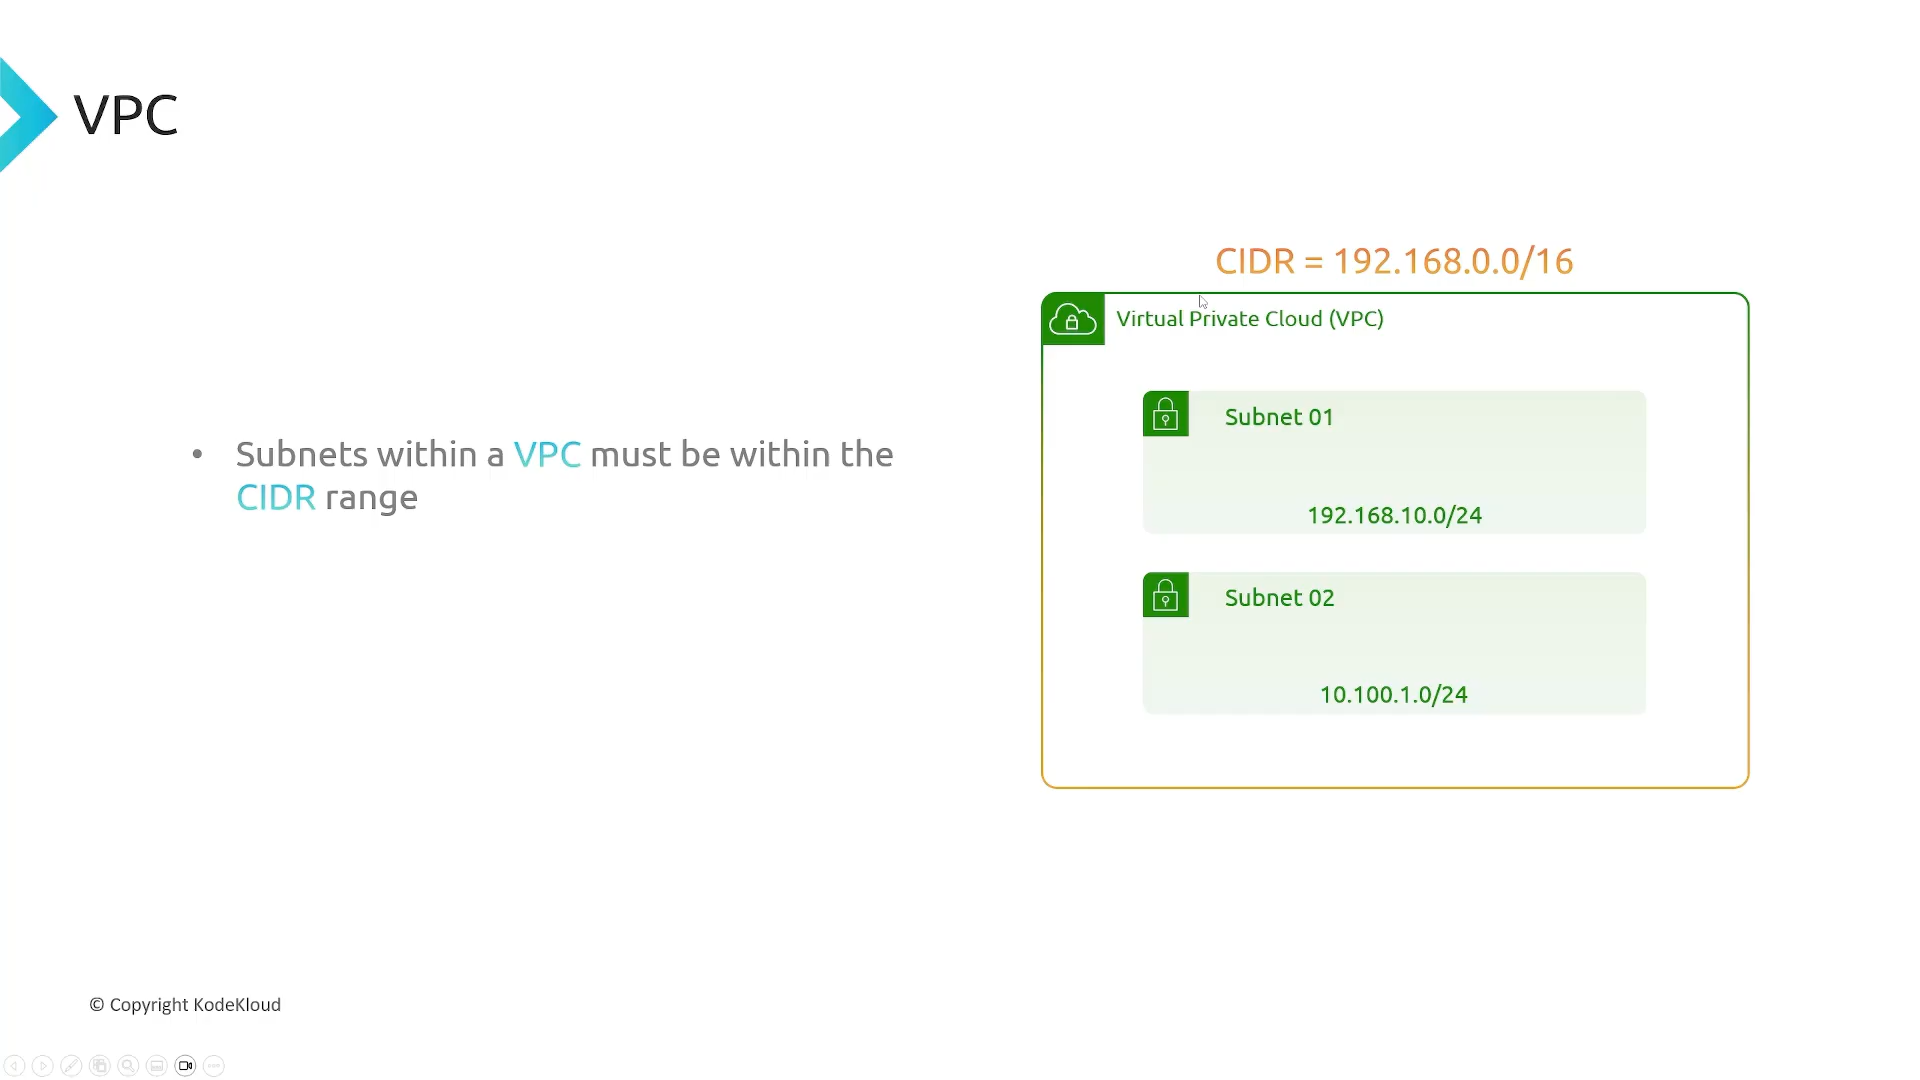 VPC
• Subnets within a VPC must be within the
CIDR range
CIDR = 192.168.0.0/16
Virtual Private Cloud (VPC)
Subnet 01
192.168.10.0/24
Subnet 02
10.100.1.0/24
© Copyright KodeKloud